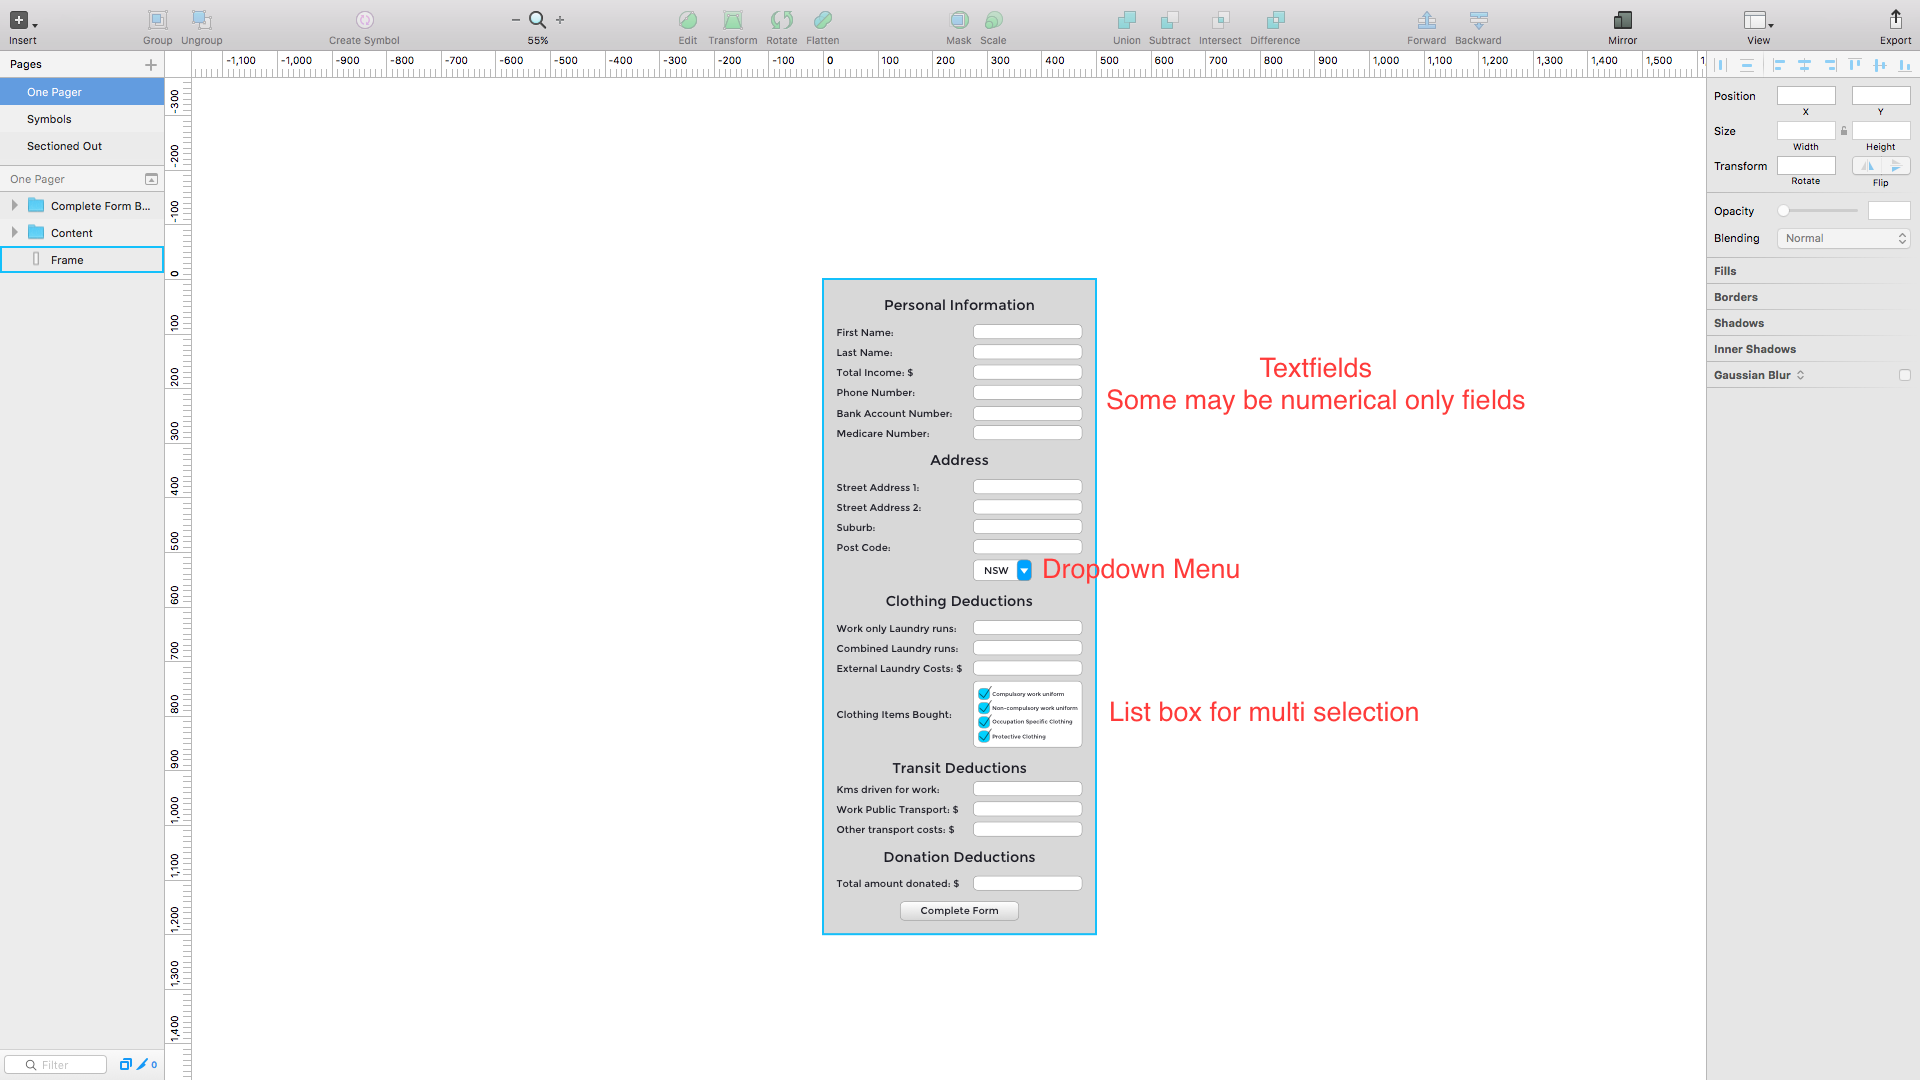 Insert
Group
Ungroup
Create Symbol
55%
Edit
Transform
Rotate
Flatten
Mask
Scale
Union
Subtract
Intersect
Difference
Forward
Backward
Mirror
View
Export
Pages
One Pager
Symbols
Sectioned Out
One Pager
Complete Form B...
Content
Frame
Filter
0
-1,100 -1,000 -900 -800 -700 -600 -500 -400 -300 -200 -100 0 100 200 300 400 500 600 700 800 900 1,000 1,100 1,200 1,300 1,400 1,500 1
-300
-200
-100
0
100
200
300
400
500
600
700
800
900
1,000
1,100
1,200
1,300
1,400
Personal Information
First Name:
Last Name:
Total Income: $
Phone Number:
Bank Account Number:
Medicare Number:
Textfields
Some may be numerical only fields
Address
Street Address 1:
Street Address 2:
Suburb:
Post Code:
NSW
Dropdown Menu
Clothing Deductions
Work only Laundry runs:
Combined Laundry runs:
External Laundry Costs: $
Clothing Items Bought:
Compulsory work uniform
Non-compulsory work uniform
Occupation Specific Clothing
Protective Clothing
List box for multi selection
Transit Deductions
Kms driven for work:
Work Public Transport: $
Other transport costs: $
Donation Deductions
Total amount donated: $
Complete Form
Position
X
Y
Size
Width
Height
Transform
Rotate
Flip
Opacity
Blending
Normal
Fills
Borders
Shadows
Inner Shadows
Gaussian Blur